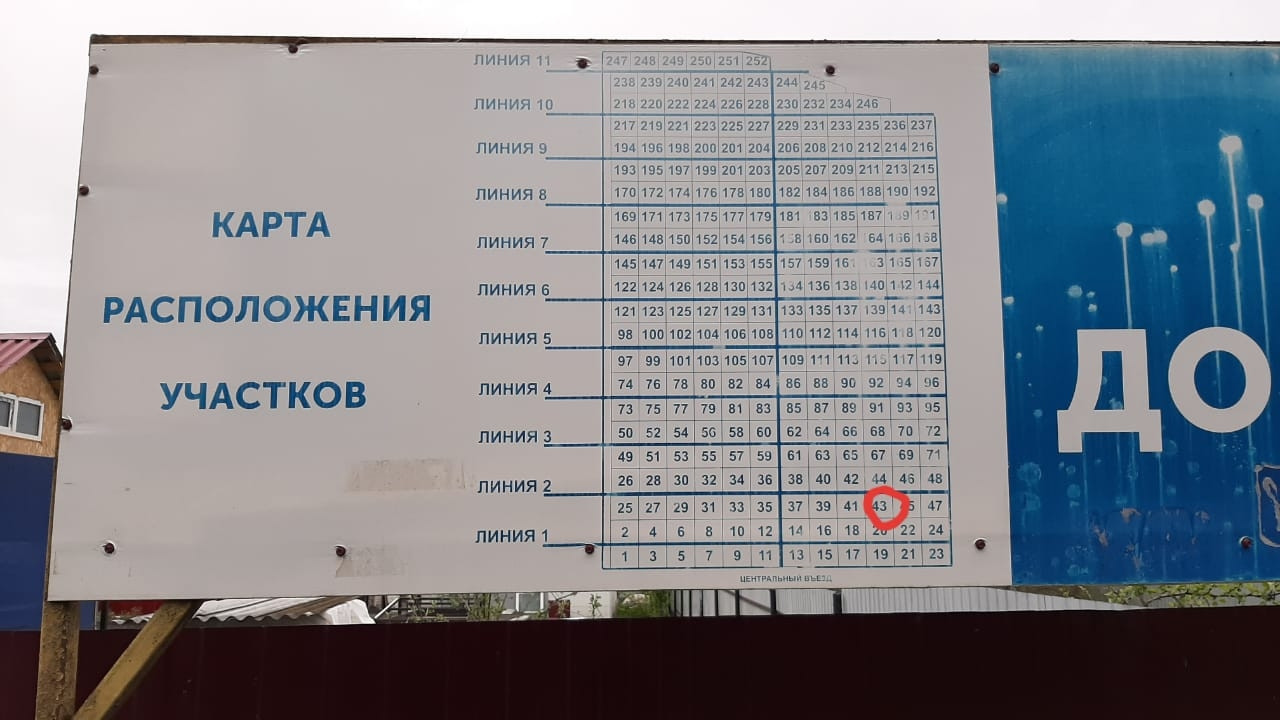 КАРТА
РАСПОЛОЖЕНИЯ
УЧАСТКОВ
ЛИНИЯ 11 247 248 249 250 251 252
238 239 240 241 242 243 244 245
ЛИНИЯ 10 218 220 222 224 226 228 230 232 234 246
217 219 221 223 225 227 229 231 233 235 236 237
ЛИНИЯ 9 194 196 198 200 201 204 206 208 210 212 214 216
193 195 197 199 201 203 205 207 209 211 213 215
ЛИНИЯ 8 170 172 174 176 178 180 182 184 186 188 190 192
169 171 173 175 177 179 181 183 185 187 189 191
ЛИНИЯ 7 146 148 150 152 154 156 158 160 162 164 166 168
145 147 149 151 153 155 157 159 161 163 165 167
ЛИНИЯ 6 122 124 126 128 130 132 134 136 138 140 142 144
121 123 125 127 129 131 133 135 137 139 141 143
ЛИНИЯ 5 98 100 102 104 106 108 110 112 114 116 118 120
97 99 101 103 105 107 109 111 113 115 117 119
ЛИНИЯ 4 74 76 78 80 82 84 86 88 90 92 94 96
73 75 77 79 81 83 85 87 89 91 93 95
ЛИНИЯ 3 50 52 54 56 58 60 62 64 66 68 70 72
49 51 53 55 57 59 61 63 65 67 69 71
ЛИНИЯ 2 26 28 30 32 34 36 38 40 42 44 46 48
25 27 29 31 33 35 37 39 41 43 5 47
ЛИНИЯ 1 2 4 6 8 10 12 14 16 18 20 22 24
1 3 5 7 9 11 13 15 17 19 21 23
ЦЕНТРАЛЬНЫЙ ВЪЕЗД
ДО